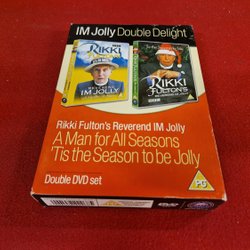 IM Jolly Double Delight
RIKKI
IM JOLLY
RIKKI
FULTON'S
Rikki Fulton's Reverend IM Jolly
A Man for All Seasons
'Tis the Season to be Jolly
Double DVD set
PG